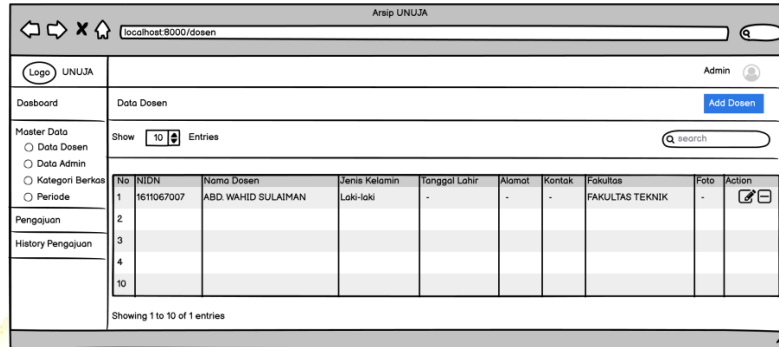 Arsip UNUJA
localhost:8000/dosen
Logo UNUJA
Admin
Dasboard
Data Dosen
Add Dosen
Master Data
Data Dosen
Data Admin
Kategori Berkas
Periode
Pengajuan
History Pengajuan
Show 10 Entries
search
No NIDN Nama Dosen Jenis Kelamin Tanggal Lahir Alamat Kontak Fakultas Foto Action
1 1611067007 ABD. WAHID SULAIMAN Laki-laki - - - FAKULTAS TEKNIK -
2
3
4
10
Showing 1 to 10 of 1 entries